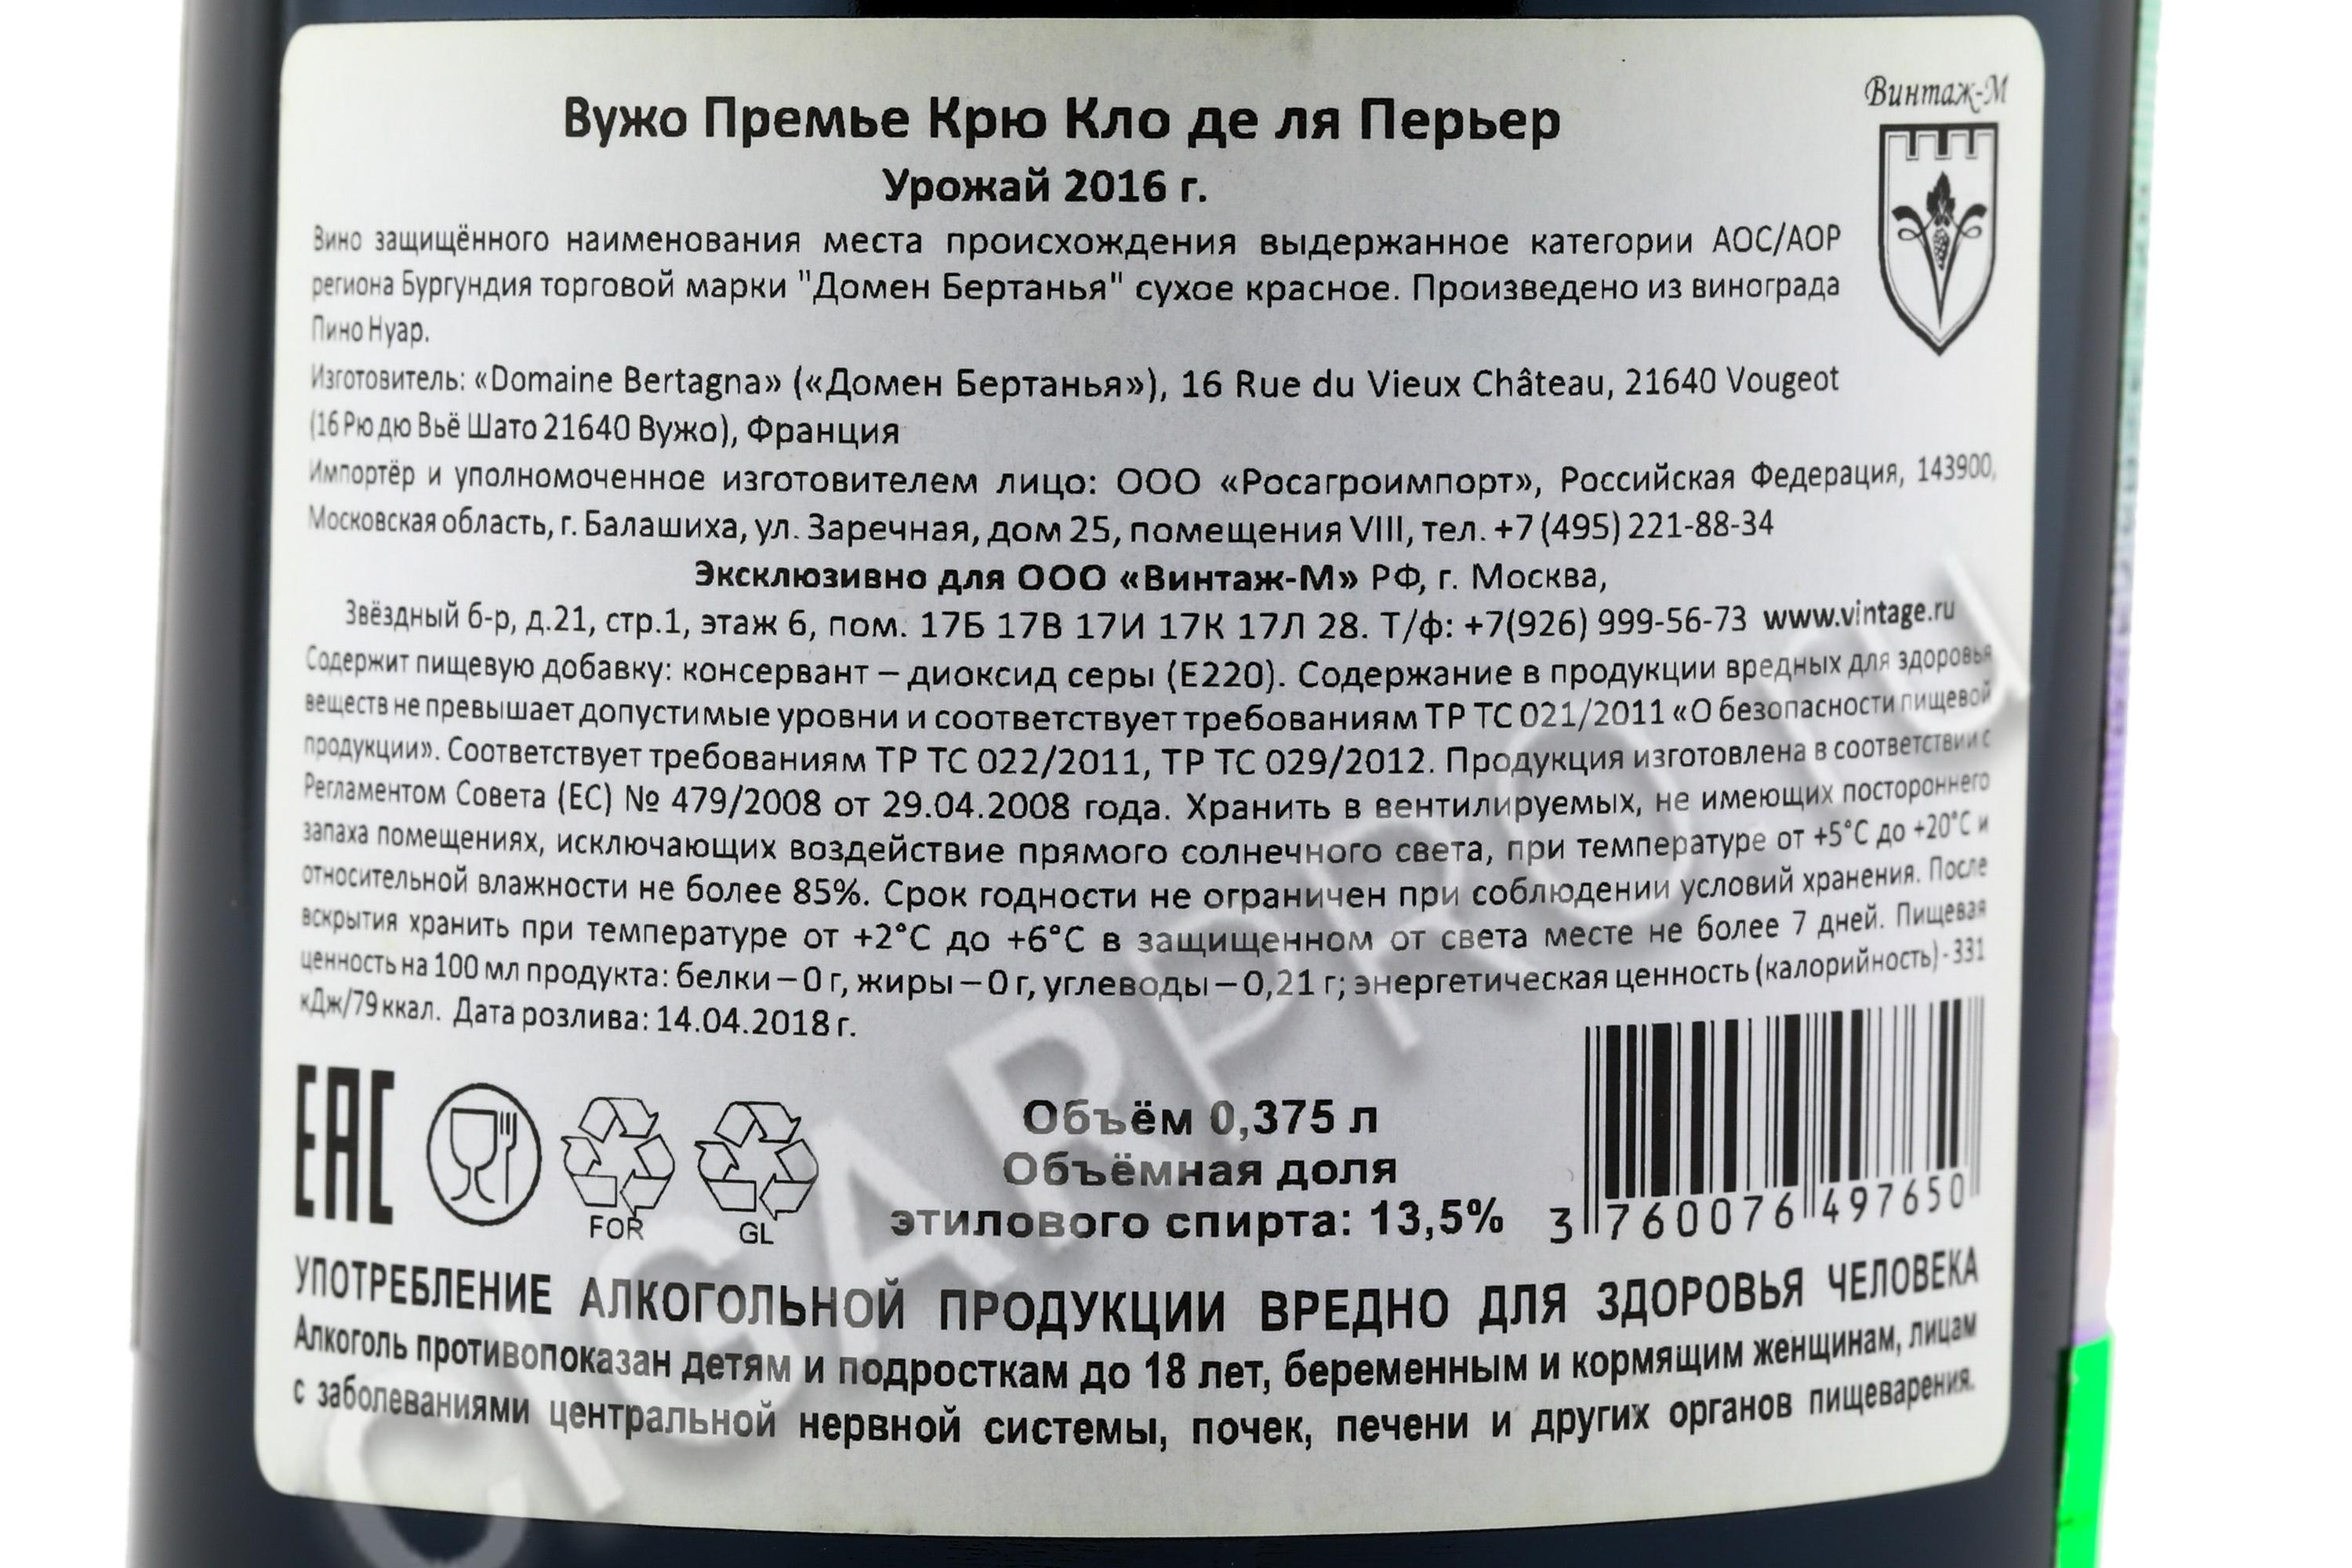 Винтаж-М
Вужо Премье Крю Кло де ля Перьер
Урожай 2016 г.
Вино защищённого наименования места происхождения выдержанное категории AOC/AOP
региона Бургундия торговой марки "Домен Бертанья" сухое красное. Произведено из винограда
Пино Нуар.
Изготовитель: «Domaine Bertagna» («Домен Бертанья»), 16 Rue du Vieux Château, 21640 Vougeot
(16 Рю дю Вьё Шато 21640 Вужо), Франция
Импортёр и уполномоченное изготовителем лицо: ООО «Росагроимпорт», Российская Федерация, 143900,
Московская область, г. Балашиха, ул. Заречная, дом 25, помещения VIII, тел. +7 (495) 221-88-34
Эксклюзивно для ООО «Винтаж-М» РФ, г. Москва,
Звёздный б-р, д.21, стр.1, этаж 6, пом. 17Б 17В 17И 17К 17Л 28. Т/ф: +7(926) 999-56-73 www.vintage.ru
Содержит пищевую добавку: консервант – диоксид серы (Е220). Содержание в продукции вредных для здоровья
веществ не превышает допустимые уровни и соответствует требованиям ТР ТС 021/2011 «О безопасности пищевой
продукции». Соответствует требованиям ТР ТС 022/2011, ТР ТС 029/2012. Продукция изготовлена в соответствии с
Регламентом Совета (ЕС) № 479/2008 от 29.04.2008 года. Хранить в вентилируемых, не имеющих постороннего
запаха помещениях, исключающих воздействие прямого солнечного света, при температуре от +5°С до +20°С и
относительной влажности не более 85%. Срок годности не ограничен при соблюдении условий хранения. После
вскрытия хранить при температуре от +2°С до +6°С в защищенном от света месте не более 7 дней. Пищевая
ценность на 100 мл продукта: белки – 0 г, жиры – 0 г, углеводы – 0,21 г; энергетическая ценность (калорийность) - 331
кДж/79 ккал. Дата розлива: 14.04.2018 г.
EAC
FOR
GL
Объём 0,375 л
Объёмная доля
этилового спирта: 13,5%
3 760076 497650
УПОТРЕБЛЕНИЕ АЛКОГОЛЬНОЙ ПРОДУКЦИИ ВРЕДНО ДЛЯ ЗДОРОВЬЯ ЧЕЛОВЕКА
Алкоголь противопоказан детям и подросткам до 18 лет, беременным и кормящим женщинам, лицам
с заболеваниями центральной нервной системы, почек, печени и других органов пищеварения.
CIGARPRO.ru